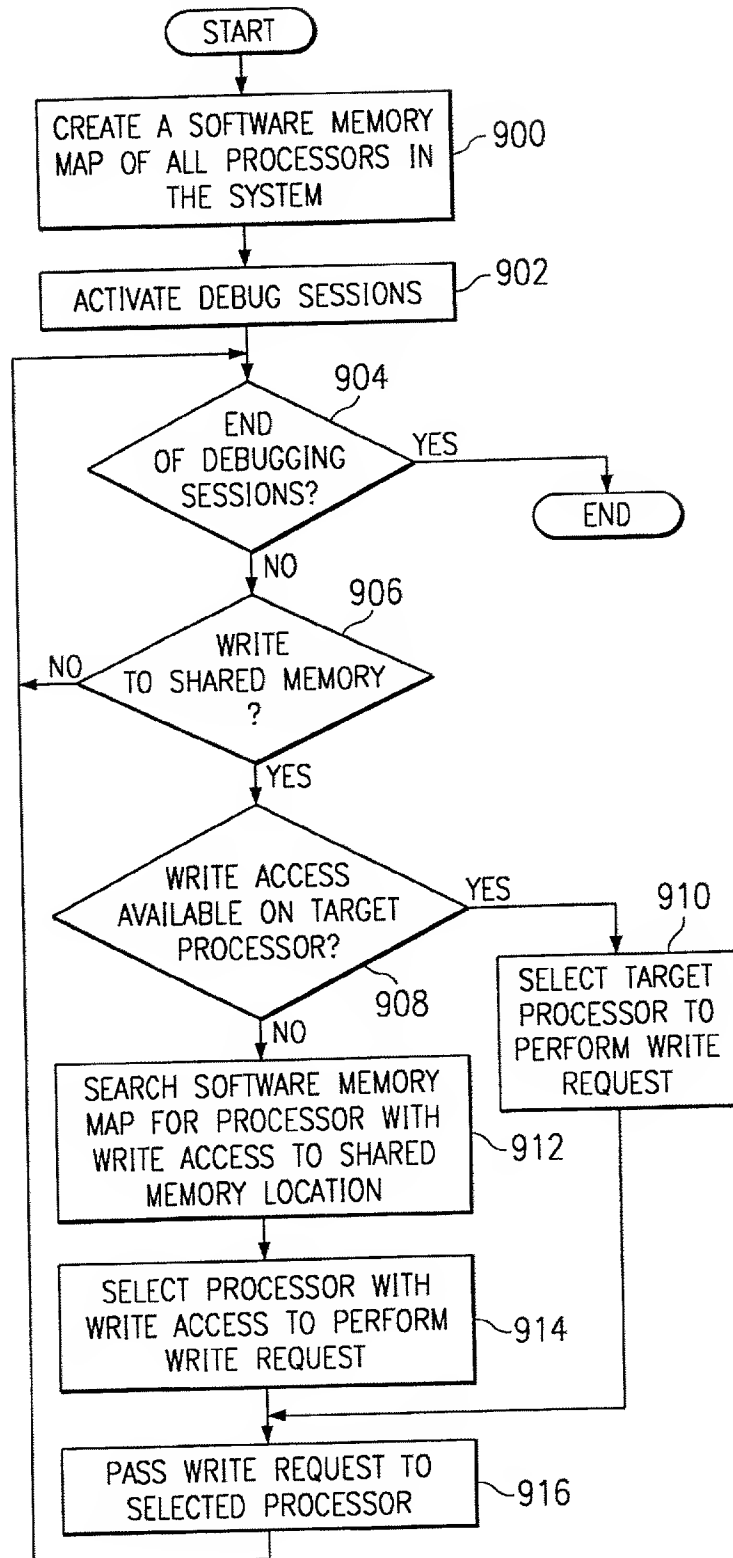 START
CREATE A SOFTWARE MEMORY
MAP OF ALL PROCESSORS IN
THE SYSTEM
900
ACTIVATE DEBUG SESSIONS
902
904
END
OF DEBUGGING
SESSIONS?
YES
END
NO
906
WRITE
TO SHARED MEMORY
?
NO
YES
WRITE ACCESS
AVAILABLE ON TARGET
PROCESSOR?
908
YES
910
SELECT TARGET
PROCESSOR TO
PERFORM WRITE
REQUEST
NO
SEARCH SOFTWARE MEMORY
MAP FOR PROCESSOR WITH
WRITE ACCESS TO SHARED
MEMORY LOCATION
912
SELECT PROCESSOR WITH
WRITE ACCESS TO PERFORM
WRITE REQUEST
914
PASS WRITE REQUEST TO
SELECTED PROCESSOR
916